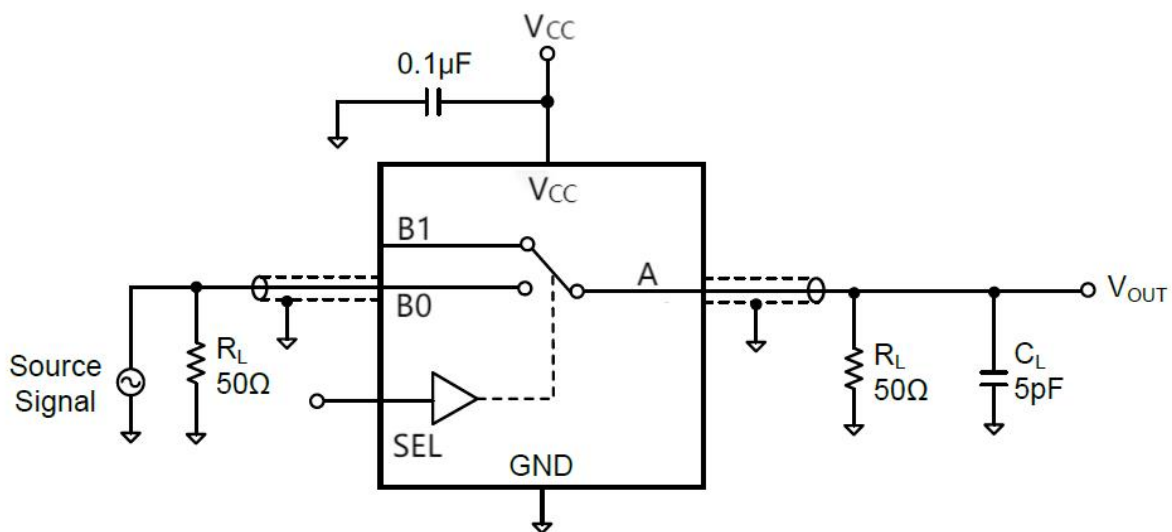 VCC
0.1µF
VCC
B1
A
B0
VOUT
RL
50Ω
RL
50Ω
CL
5pF
Source
Signal
SEL
GND